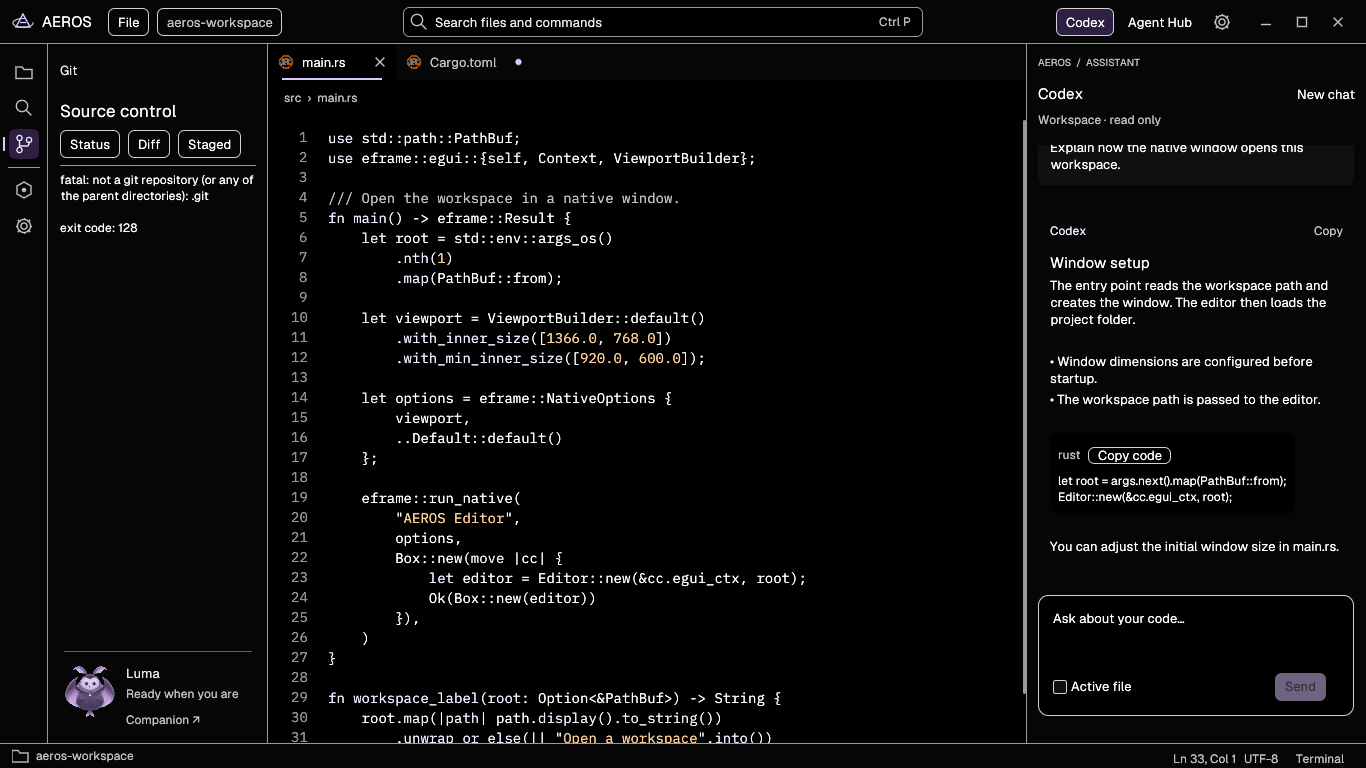 AEROS File aeros-workspace Search files and commands Ctrl P Codex Agent Hub
Git
Source control
Status Diff Staged
fatal: not a git repository (or any of
the parent directories): .git
exit code: 128
Luma
Ready when you are
Companion ↗
main.rs Cargo.toml
src › main.rs
1 use std::path::PathBuf;
2 use eframe::egui::{self, Context, ViewportBuilder};
3
4 /// Open the workspace in a native window.
5 fn main() -> eframe::Result {
6 let root = std::env::args_os()
7 .nth(1)
8 .map(PathBuf::from);
9
10 let viewport = ViewportBuilder::default()
11 .with_inner_size([1366.0, 768.0])
12 .with_min_inner_size([920.0, 600.0]);
13
14 let options = eframe::NativeOptions {
15 viewport,
16 ..Default::default()
17 };
18
19 eframe::run_native(
20 "AEROS Editor",
21 options,
22 Box::new(move |cc| {
23 let editor = Editor::new(&cc.egui_ctx, root);
24 Ok(Box::new(editor))
25 }),
26 )
27 }
28
29 fn workspace_label(root: Option<&PathBuf>) -> String {
30 root.map(|path| path.display().to_string())
31 .unwrap_or_else(|| "Open a workspace".into())
AEROS / ASSISTANT
Codex New chat
Workspace · read only
Explain how the native window opens this
workspace.
Codex Copy
Window setup
The entry point reads the workspace path and
creates the window. The editor then loads the
project folder.
• Window dimensions are configured before
startup.
• The workspace path is passed to the editor.
rust Copy code
let root = args.next().map(PathBuf::from);
Editor::new(&cc.egui_ctx, root);
You can adjust the initial window size in main.rs.
Ask about your code…
Active file Send
aeros-workspace Ln 33, Col 1 UTF-8 Terminal